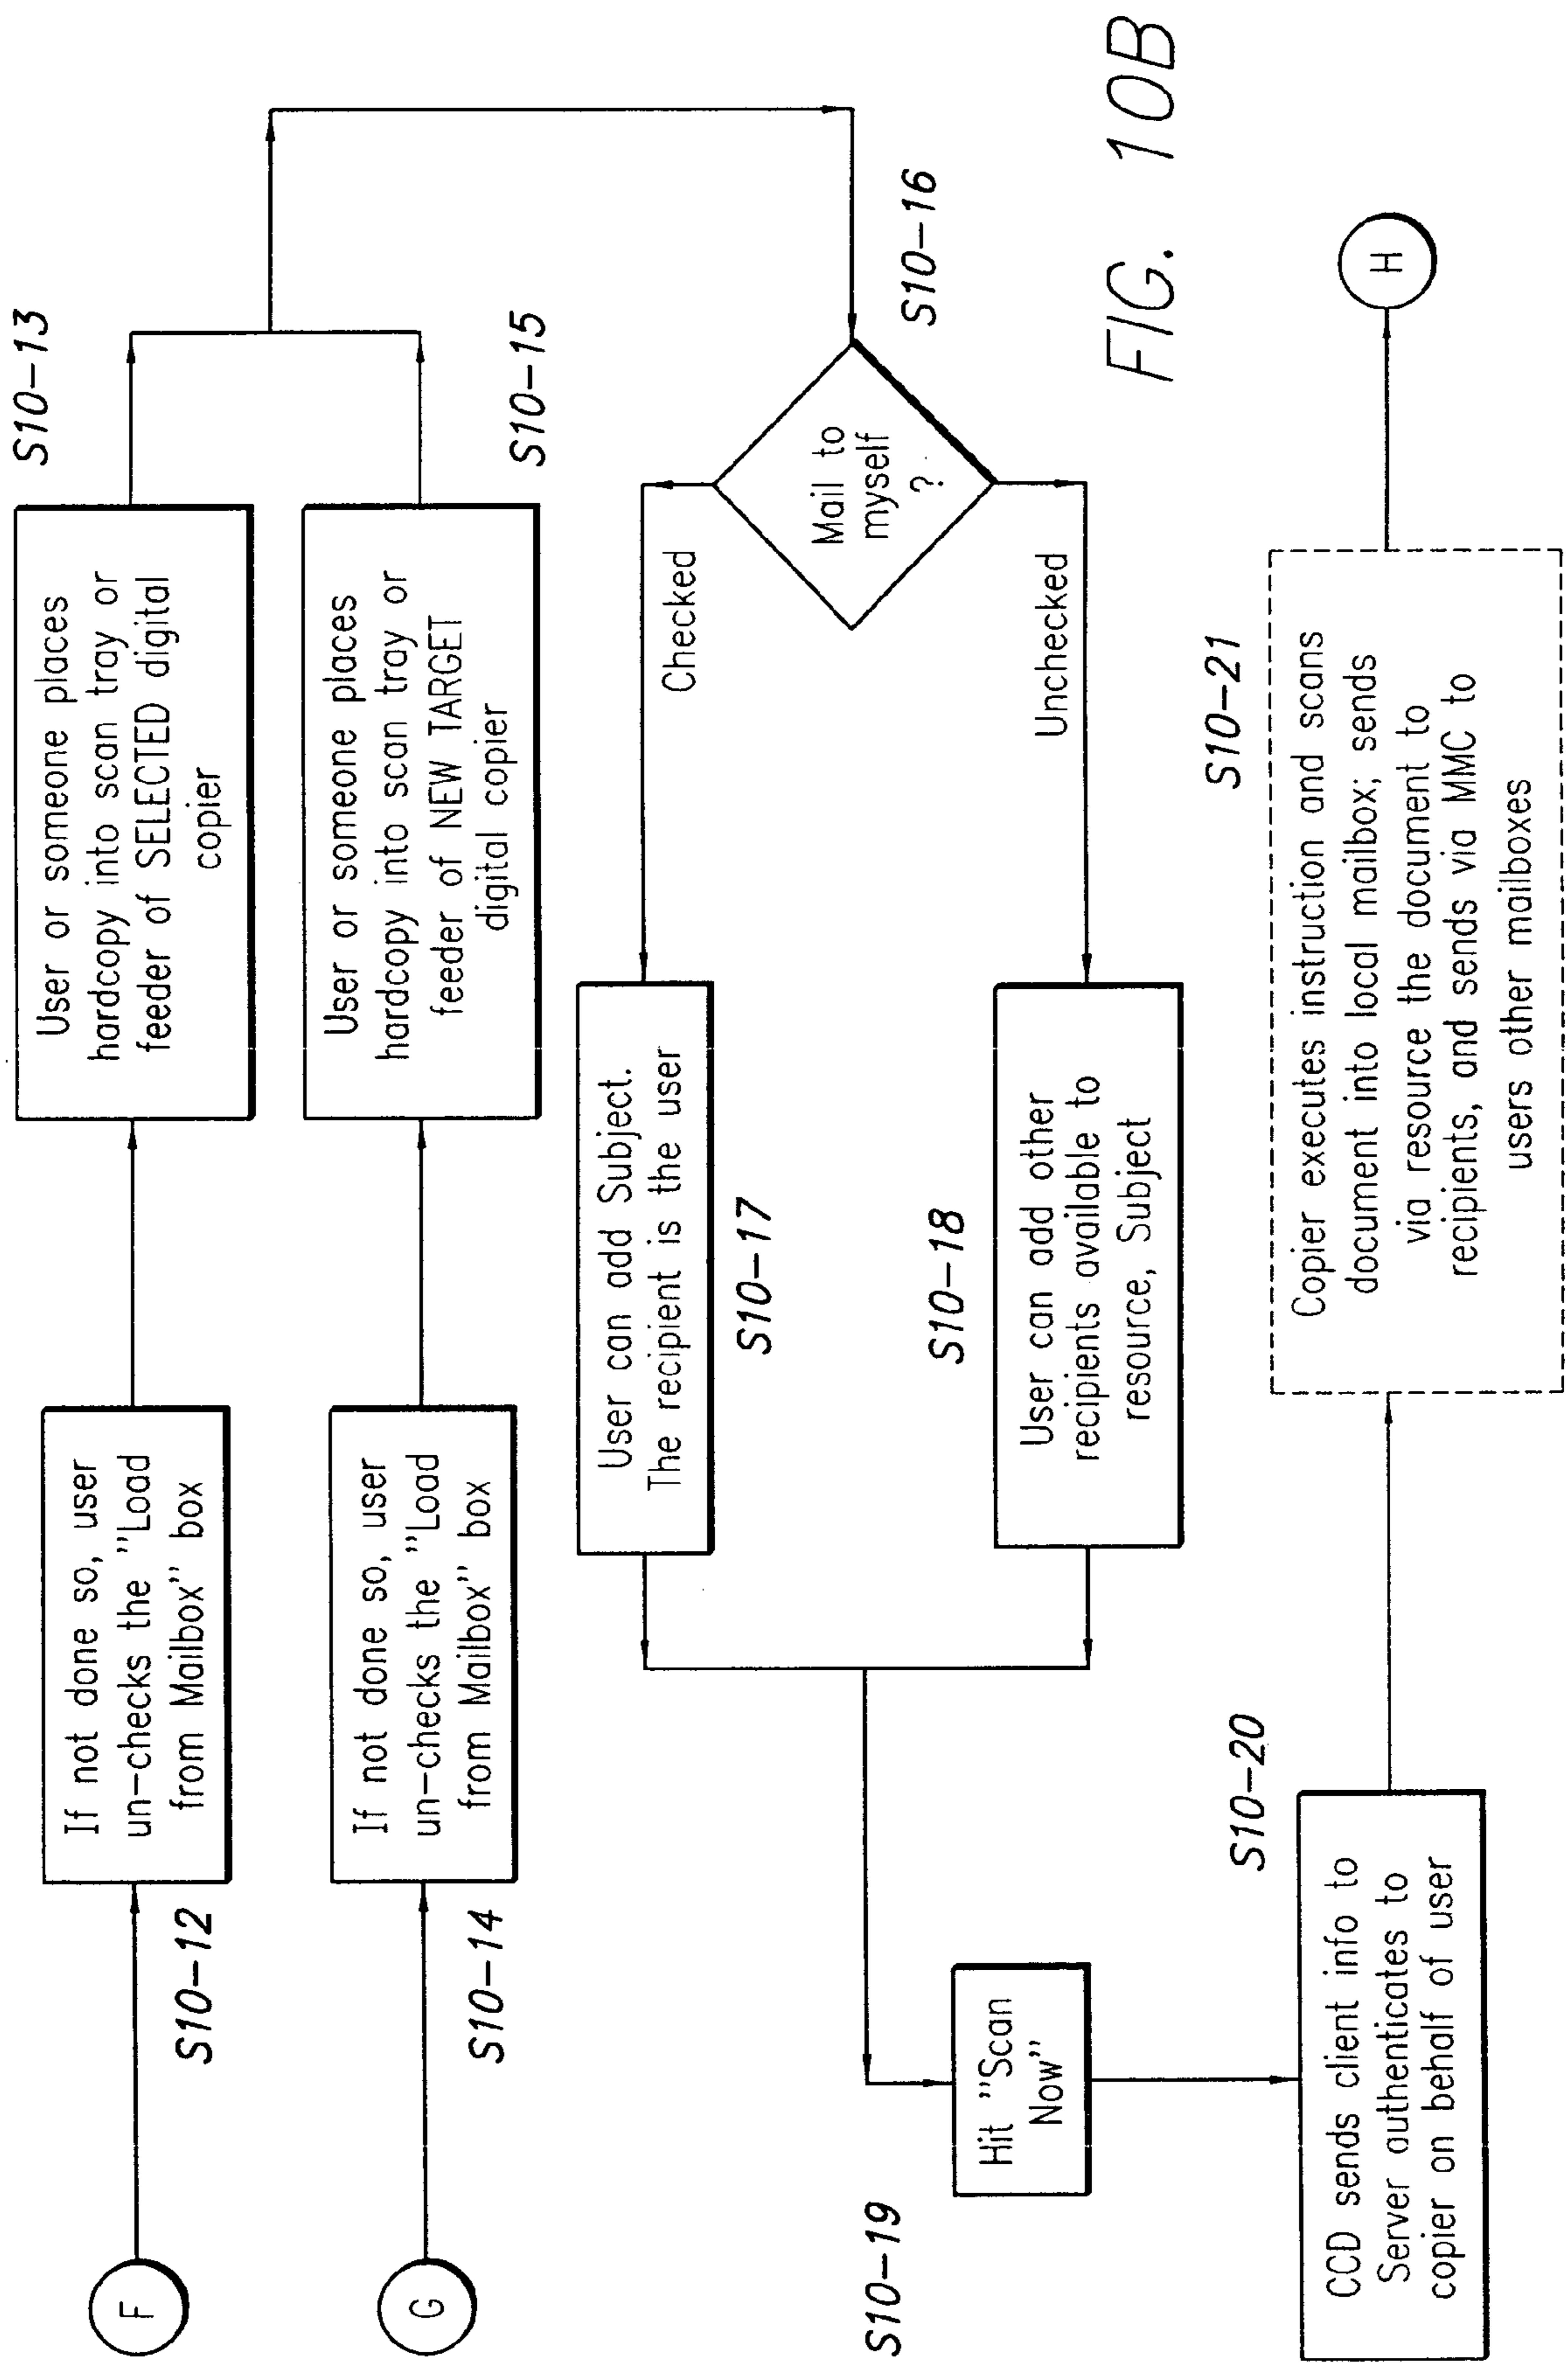 F
S10-12
If not done so, user
un-checks the "Load
from Mailbox" box
S10-13
User or someone places
hardcopy into scan tray or
feeder of SELECTED digital
copier
G
S10-14
If not done so, user
un-checks the "Load
from Mailbox" box
S10-15
User or someone places
hardcopy into scan tray or
feeder of NEW TARGET
digital copier
S10-16
Mail to
myself
?
Checked
Unchecked
User can add Subject.
The recipient is the user
S10-17
S10-18
User can add other
recipients available to
resource, Subject
S10-19
Hit "Scan
Now"
S10-20
CCD sends client info to
Server authenticates to
copier on behalf of user
S10-21
Copier executes instruction and scans
document into local mailbox; sends
via resource the document to
recipients, and sends via MMC to
users other mailboxes
H
FIG. 10B